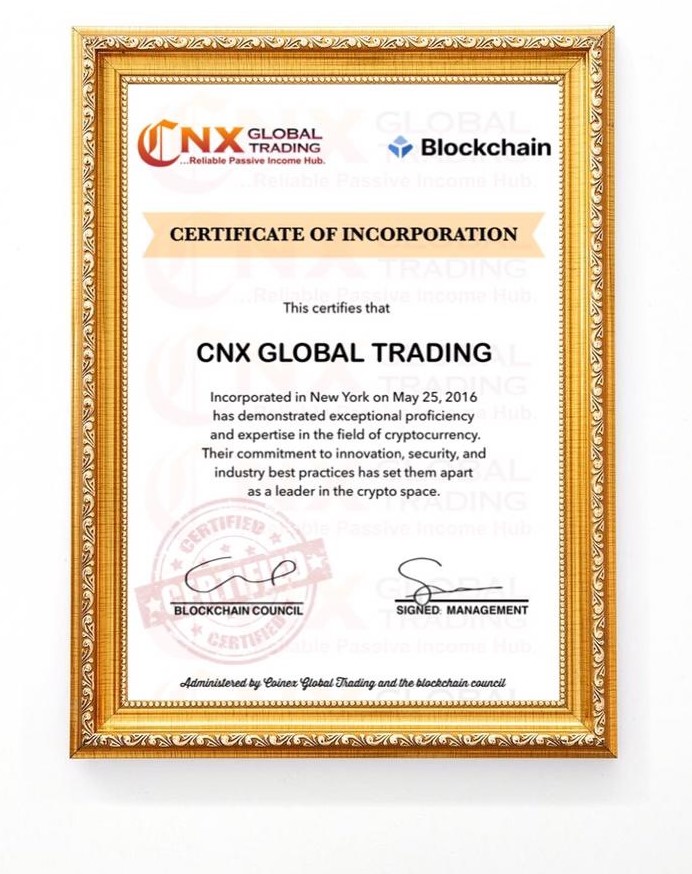 CNX GLOBAL
TRADING
...Reliable Passive Income Hub.
Blockchain
CERTIFICATE OF INCORPORATION
This certifies that
CNX GLOBAL TRADING
Incorporated in New York on May 25, 2016
has demonstrated exceptional proficiency
and expertise in the field of cryptocurrency.
Their commitment to innovation, security, and
industry best practices has set them apart
as a leader in the crypto space.
CERTIFIED
CERTIFIED
CERTIFIED
BLOCKCHAIN COUNCIL
SIGNED: MANAGEMENT
Administered by Coinex Global Trading and the blockchain council